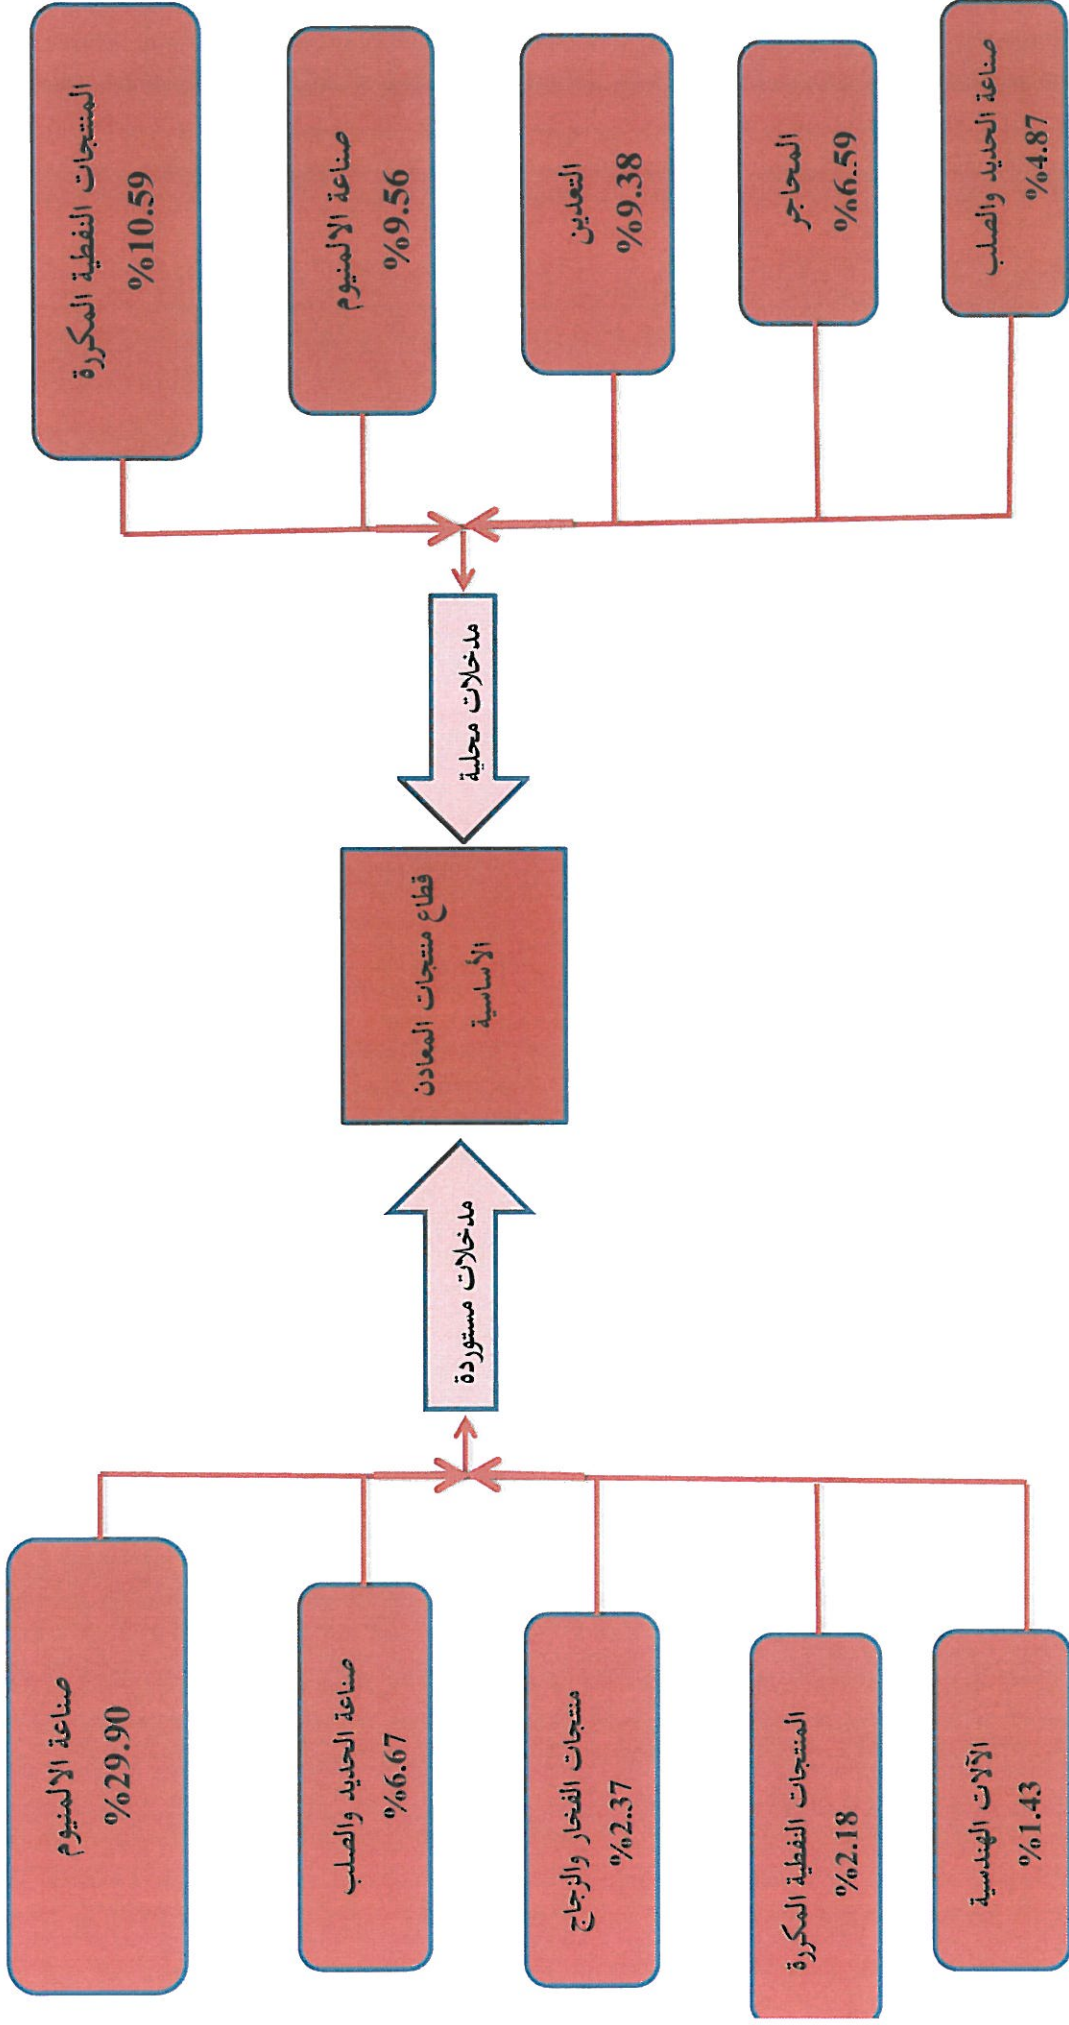 المنتجات النفطية المكررة
%10.59
صناعة الالمنيوم
%9.56
التعدين
%9.38
المحاجر
%6.59
صناعة الحديد والصلب
%4.87
مدخلات محلية
قطاع منتجات المعادن
الأساسية
مدخلات مستوردة
صناعة الالمنيوم
%29.90
صناعة الحديد والصلب
%6.67
منتجات الفخار والزجاج
%2.37
المنتجات النفطية المكررة
%2.18
الآلات الهندسية
%1.43